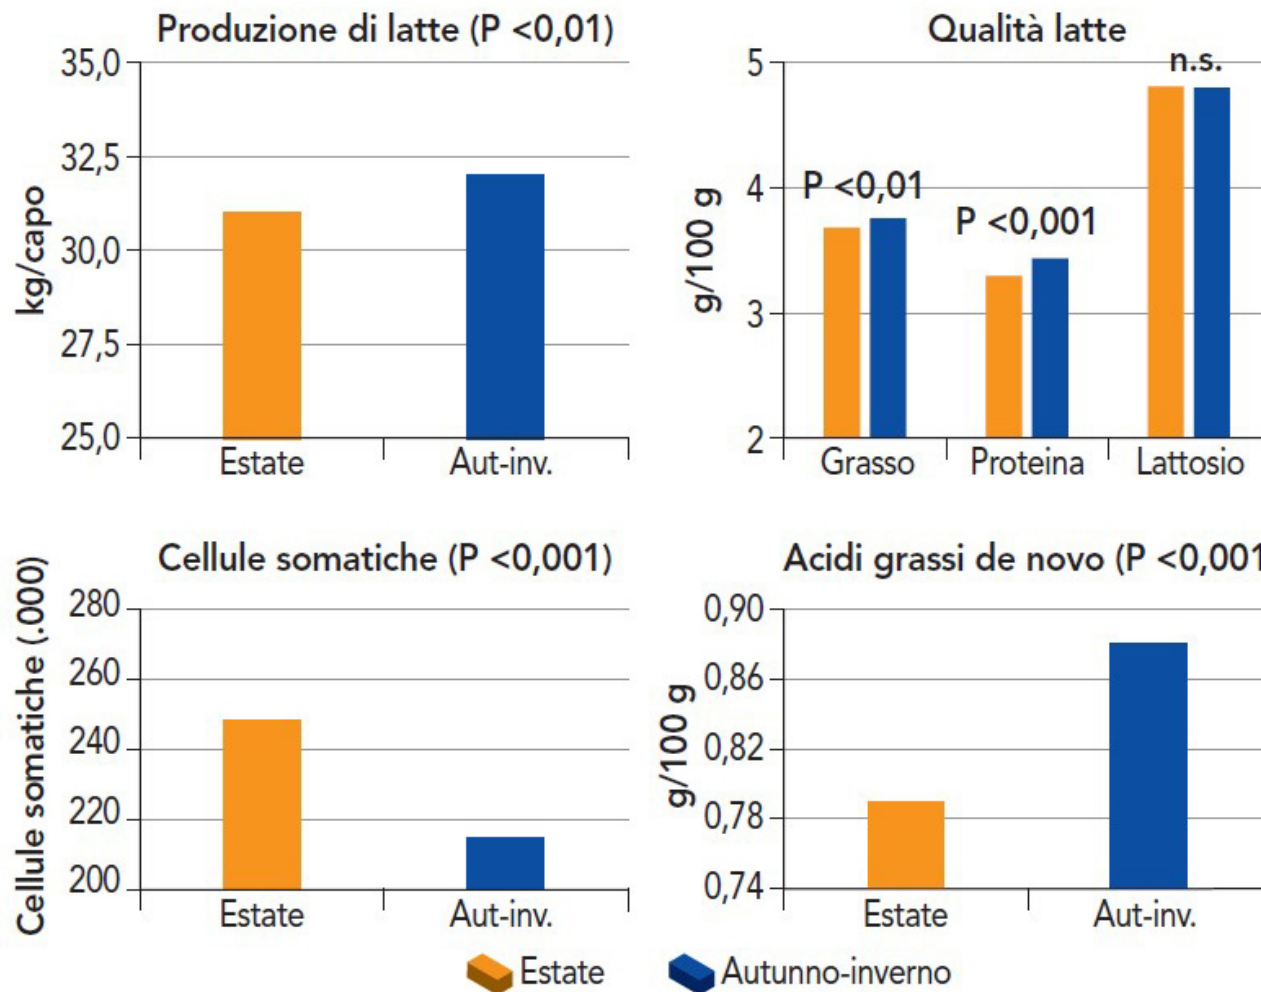 Produzione di latte (P <0,01)
kg/capo
35,0
32,5
30,0
27,5
25,0
Estate Aut-inv.
Qualità latte
g/100 g
5
4
3
2
n.s.
P <0,01
P <0,001
Grasso Proteina Lattosio
Cellule somatiche (P <0,001)
Cellule somatiche (.000)
280
260
240
220
200
Estate Aut-inv.
Acidi grassi de novo (P <0,001
g/100 g
0,90
0,86
0,82
0,78
0,74
Estate Aut-inv.
Estate Autunno-inverno